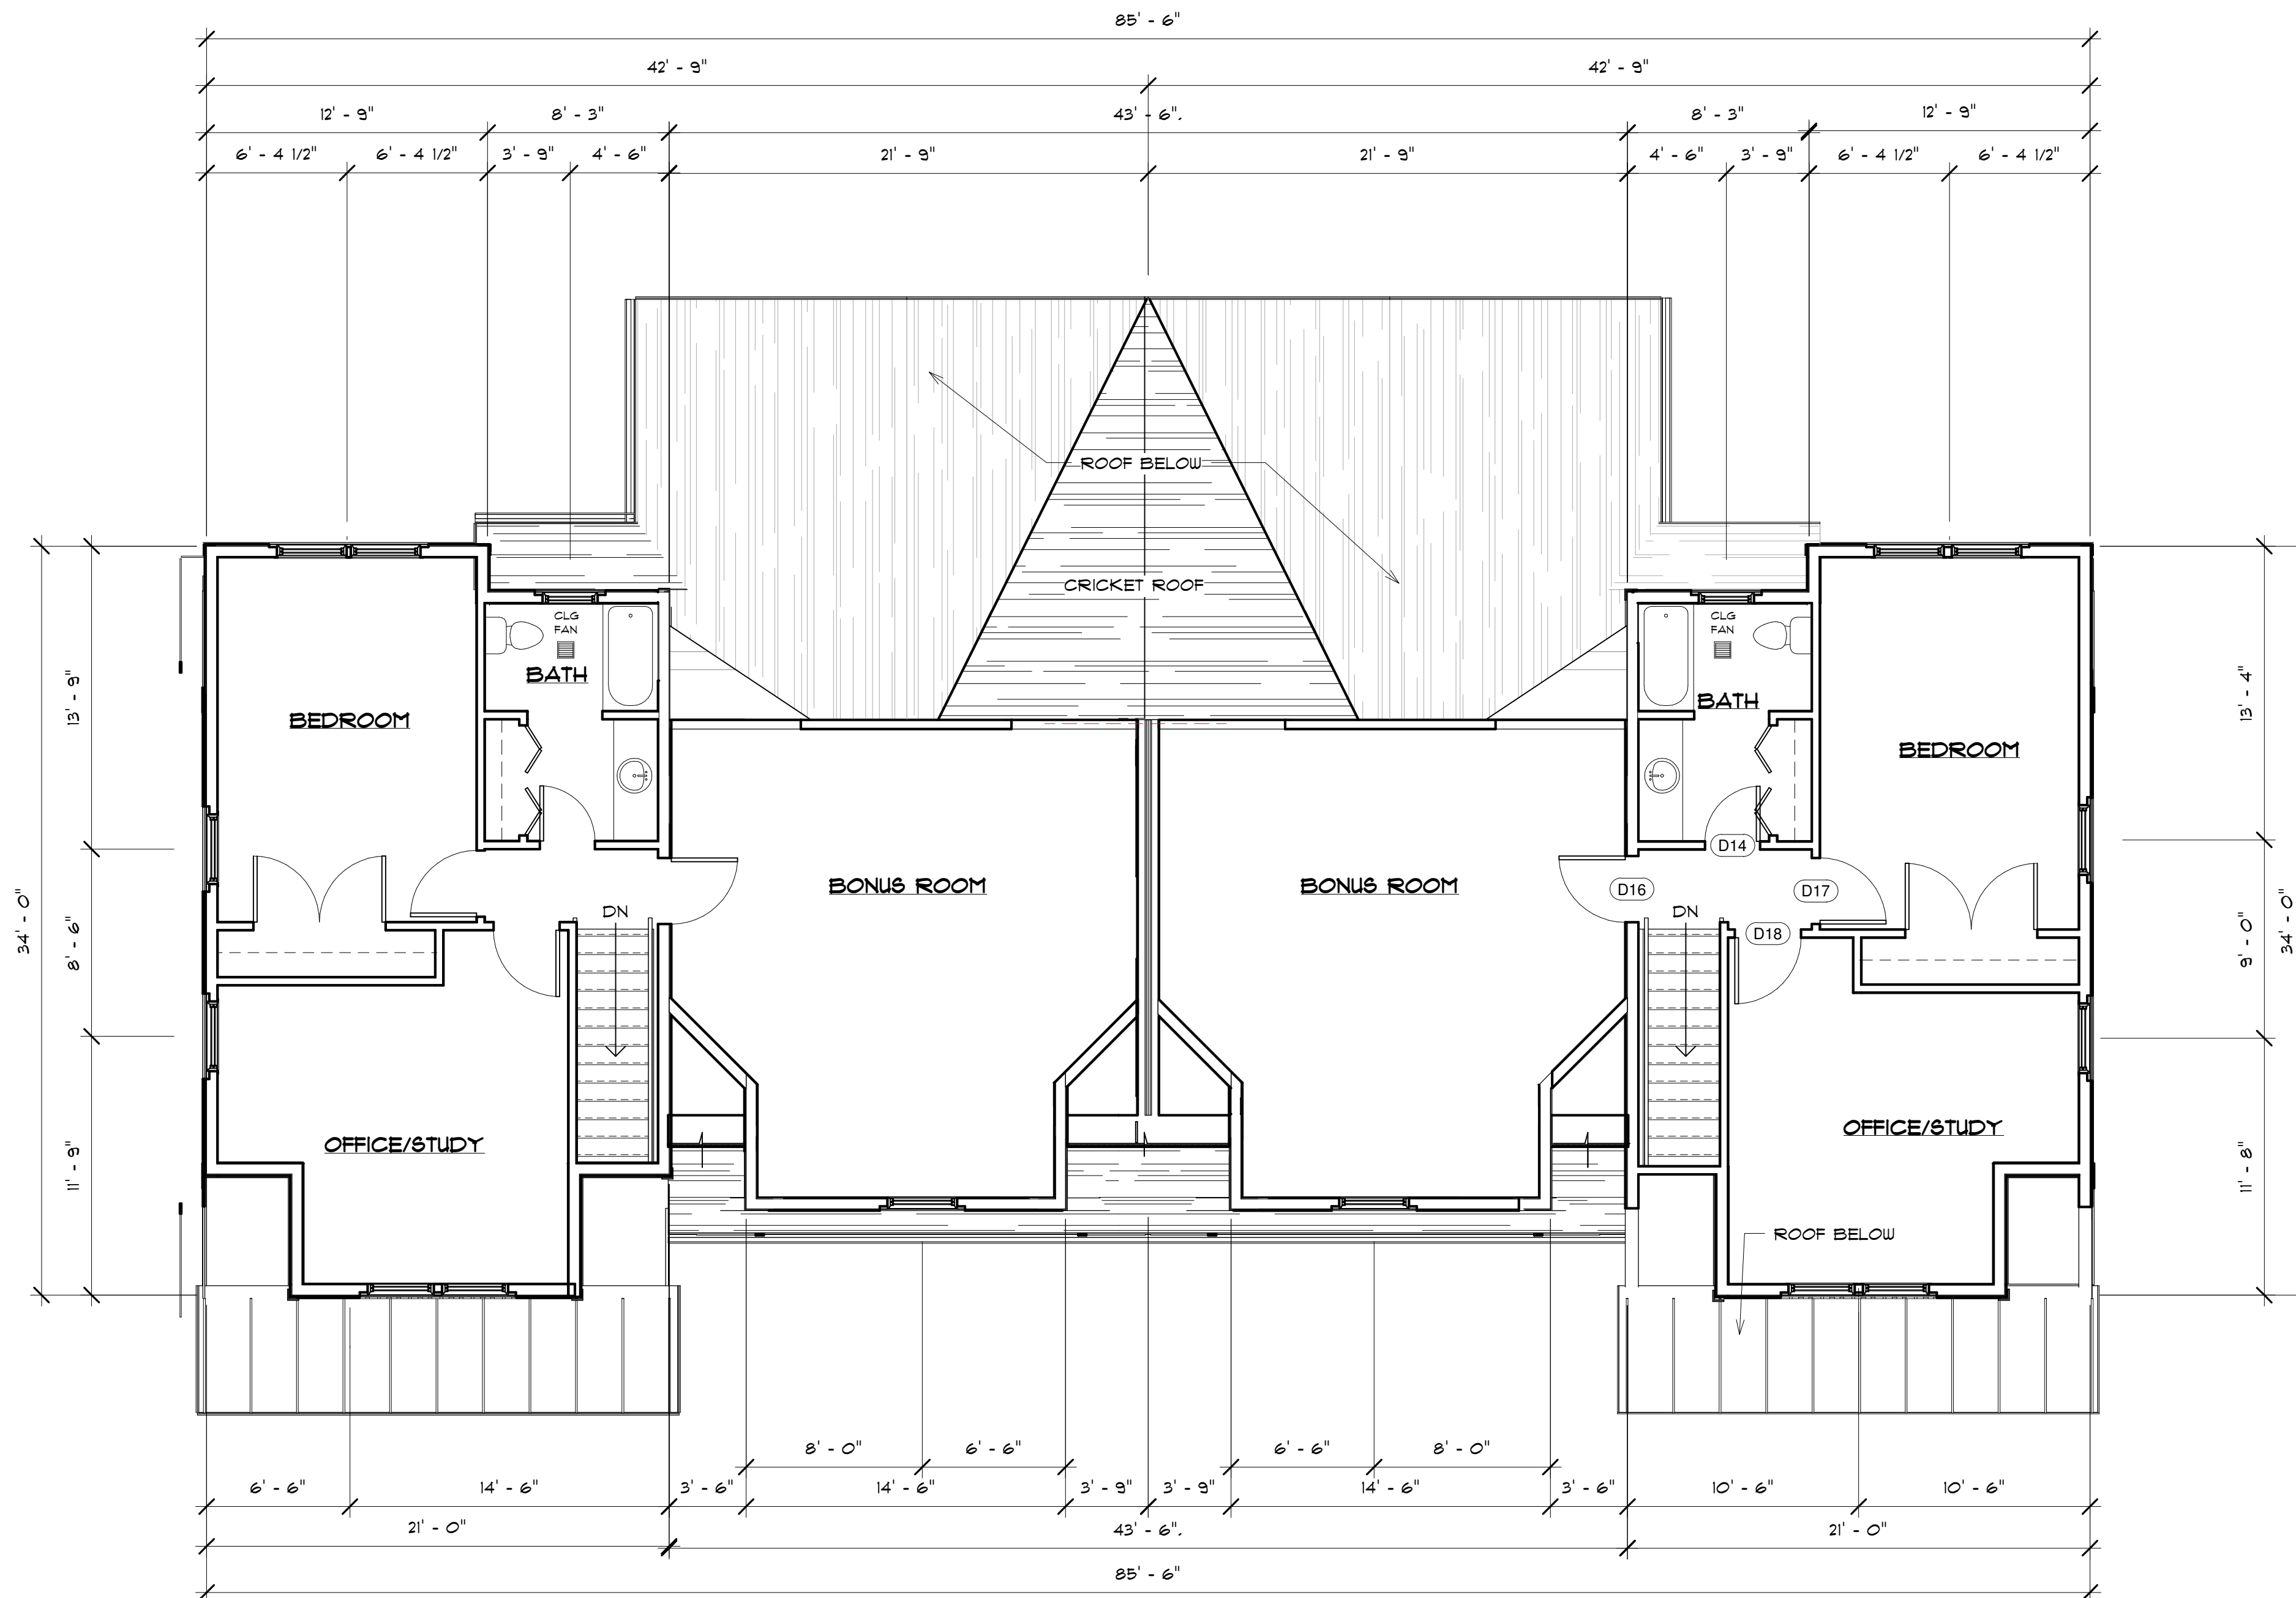 85' - 6"
42' - 9" 42' - 9"
12' - 9" 8' - 3" 43' - 6". 8' - 3" 12' - 9"
6' - 4 1/2" 6' - 4 1/2" 3' - 9" 4' - 6" 21' - 9" 21' - 9" 4' - 6" 3' - 9" 6' - 4 1/2" 6' - 4 1/2"
ROOF BELOW
CRICKET ROOF
CLG
FAN
BATH
CLG
FAN
BATH
BEDROOM
BEDROOM
13' - 9"
13' - 4"
D14
BONUS ROOM
BONUS ROOM
D16
D17
DN
DN
D18
34' - 0"
8' - 6"
9' - 0"
34' - 0"
OFFICE/STUDY
OFFICE/STUDY
11' - 9"
11' - 8"
ROOF BELOW
8' - 0" 6' - 6" 6' - 6" 8' - 0"
6' - 6" 14' - 6" 3' - 6" 14' - 6" 3' - 9" 3' - 9" 14' - 6" 3' - 6" 10' - 6" 10' - 6"
21' - 0" 43' - 6". 21' - 0"
85' - 6"